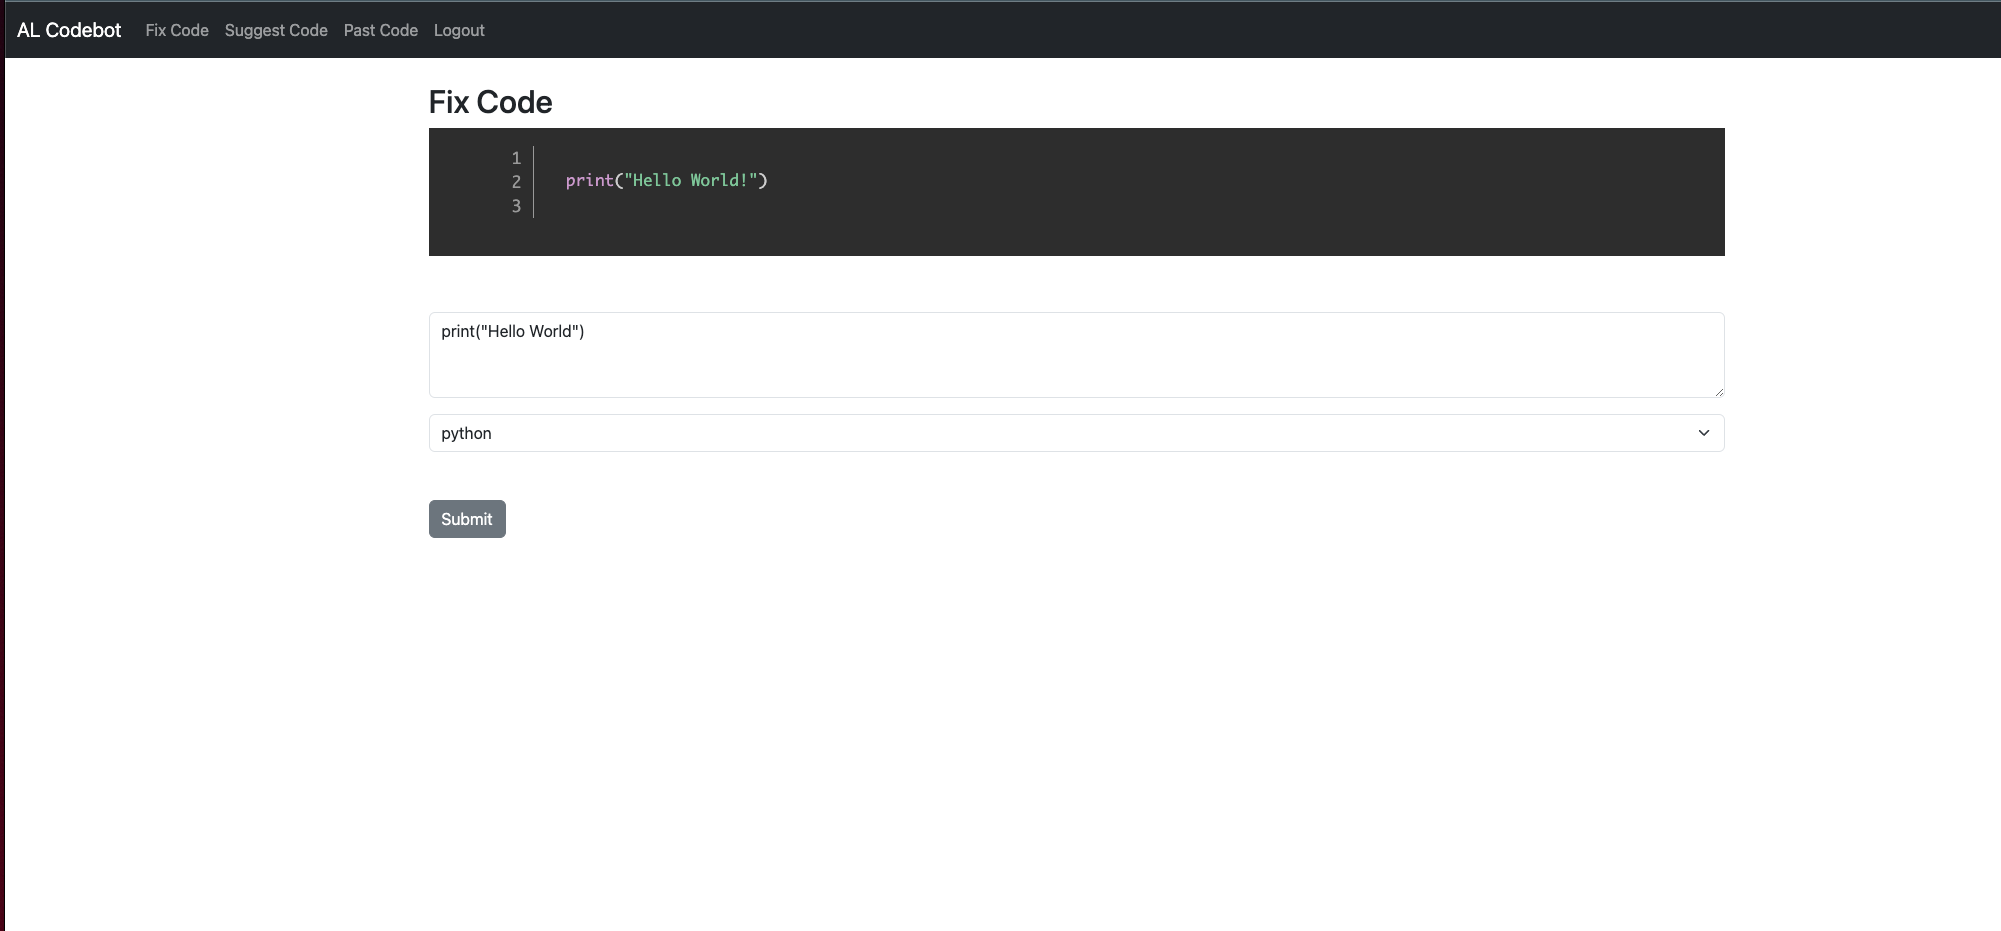 AL Codebot Fix Code Suggest Code Past Code Logout
Fix Code
1
2 print("Hello World!")
3
print("Hello World")
python
Submit